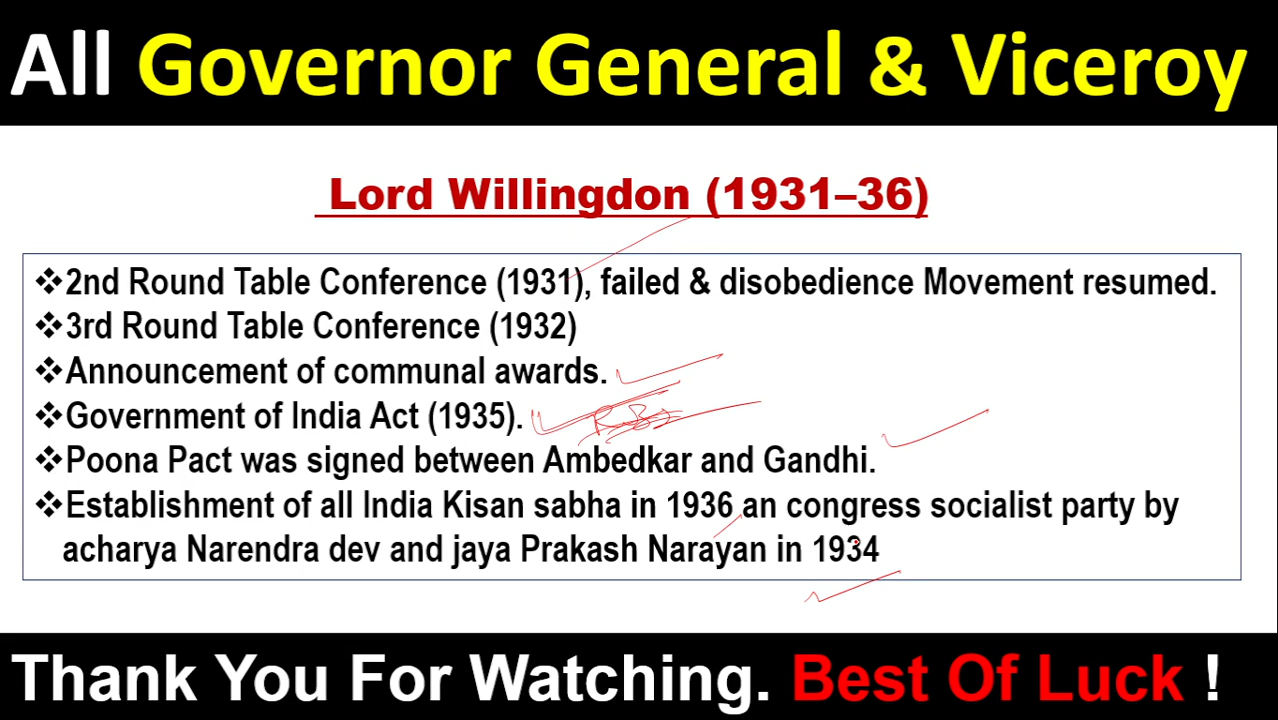 All Governor General & Viceroy
Lord Willingdon (1931–36)
❖2nd Round Table Conference (1931), failed & disobedience Movement resumed.
❖3rd Round Table Conference (1932)
❖Announcement of communal awards.
❖Government of India Act (1935). RBI
❖Poona Pact was signed between Ambedkar and Gandhi.
❖Establishment of all India Kisan sabha in 1936 an congress socialist party by
acharya Narendra dev and jaya Prakash Narayan in 1934
Thank You For Watching. Best Of Luck !